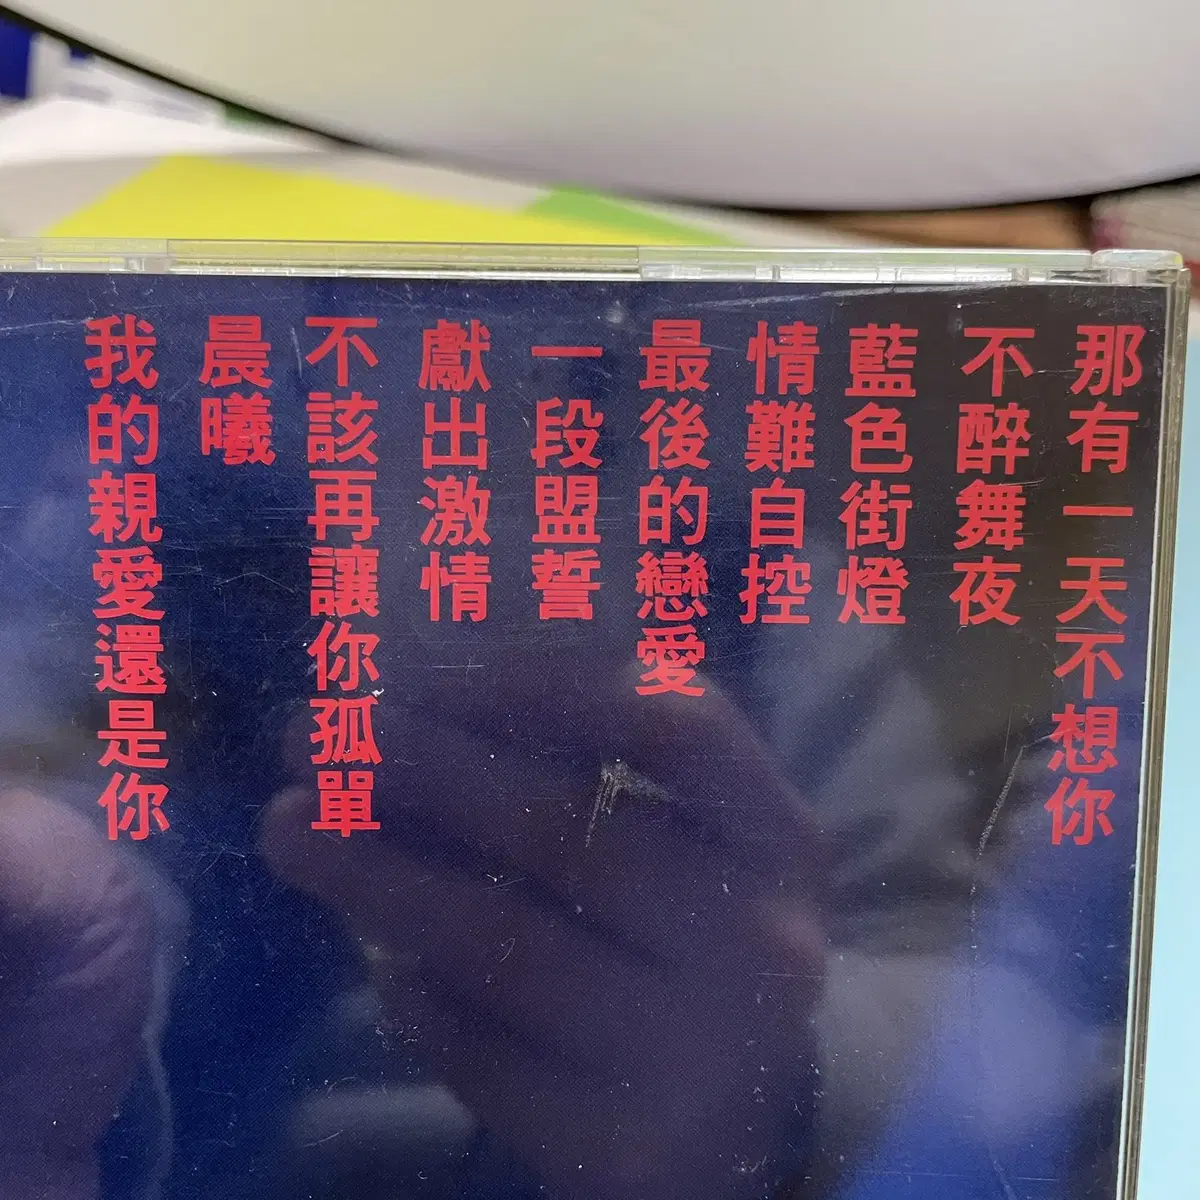 那有一天不想你
不醉舞夜
藍色街燈
情難自控
最後的戀愛
一段盟誓
獻出激情
不該再讓你孤單
晨曦
我的親愛還是你